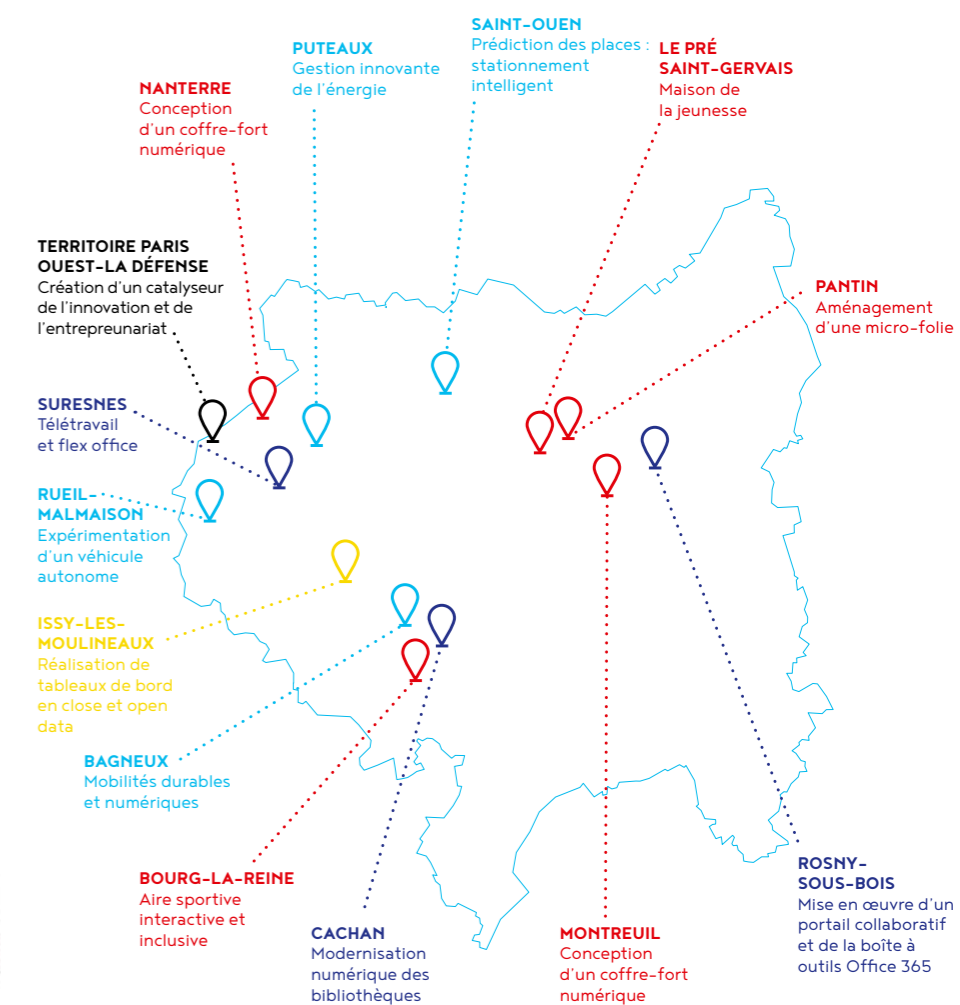 SAINT-OUEN
Prédiction des places :
stationnement
intelligent
PUTEAUX
Gestion innovante
de l'énergie
LE PRÉ
SAINT-GERVAIS
Maison de
la jeunesse
NANTERRE
Conception
d'un coffre-fort
numérique
TERRITOIRE PARIS
OUEST-LA DÉFENSE
Création d'un catalyseur
de l'innovation et de
l'entrepreunariat
PANTIN
Aménagement
d'une micro-folie
SURESNES
Télétravail
et flex office
RUEIL-
MALMAISON
Expérimentation
d'un véhicule
autonome
ISSY-LES-
MOULINEAUX
Réalisation de
tableaux de bord
en close et open
data
BAGNEUX
Mobilités durables
et numériques
BOURG-LA-REINE
Aire sportive
interactive et
inclusive
CACHAN
Modernisation
numérique des
bibliothèques
MONTREUIL
Conception
d'un coffre-fort
numérique
ROSNY-
SOUS-BOIS
Mise en œuvre d'un
portail collaboratif
et de la boîte à
outils Office 365